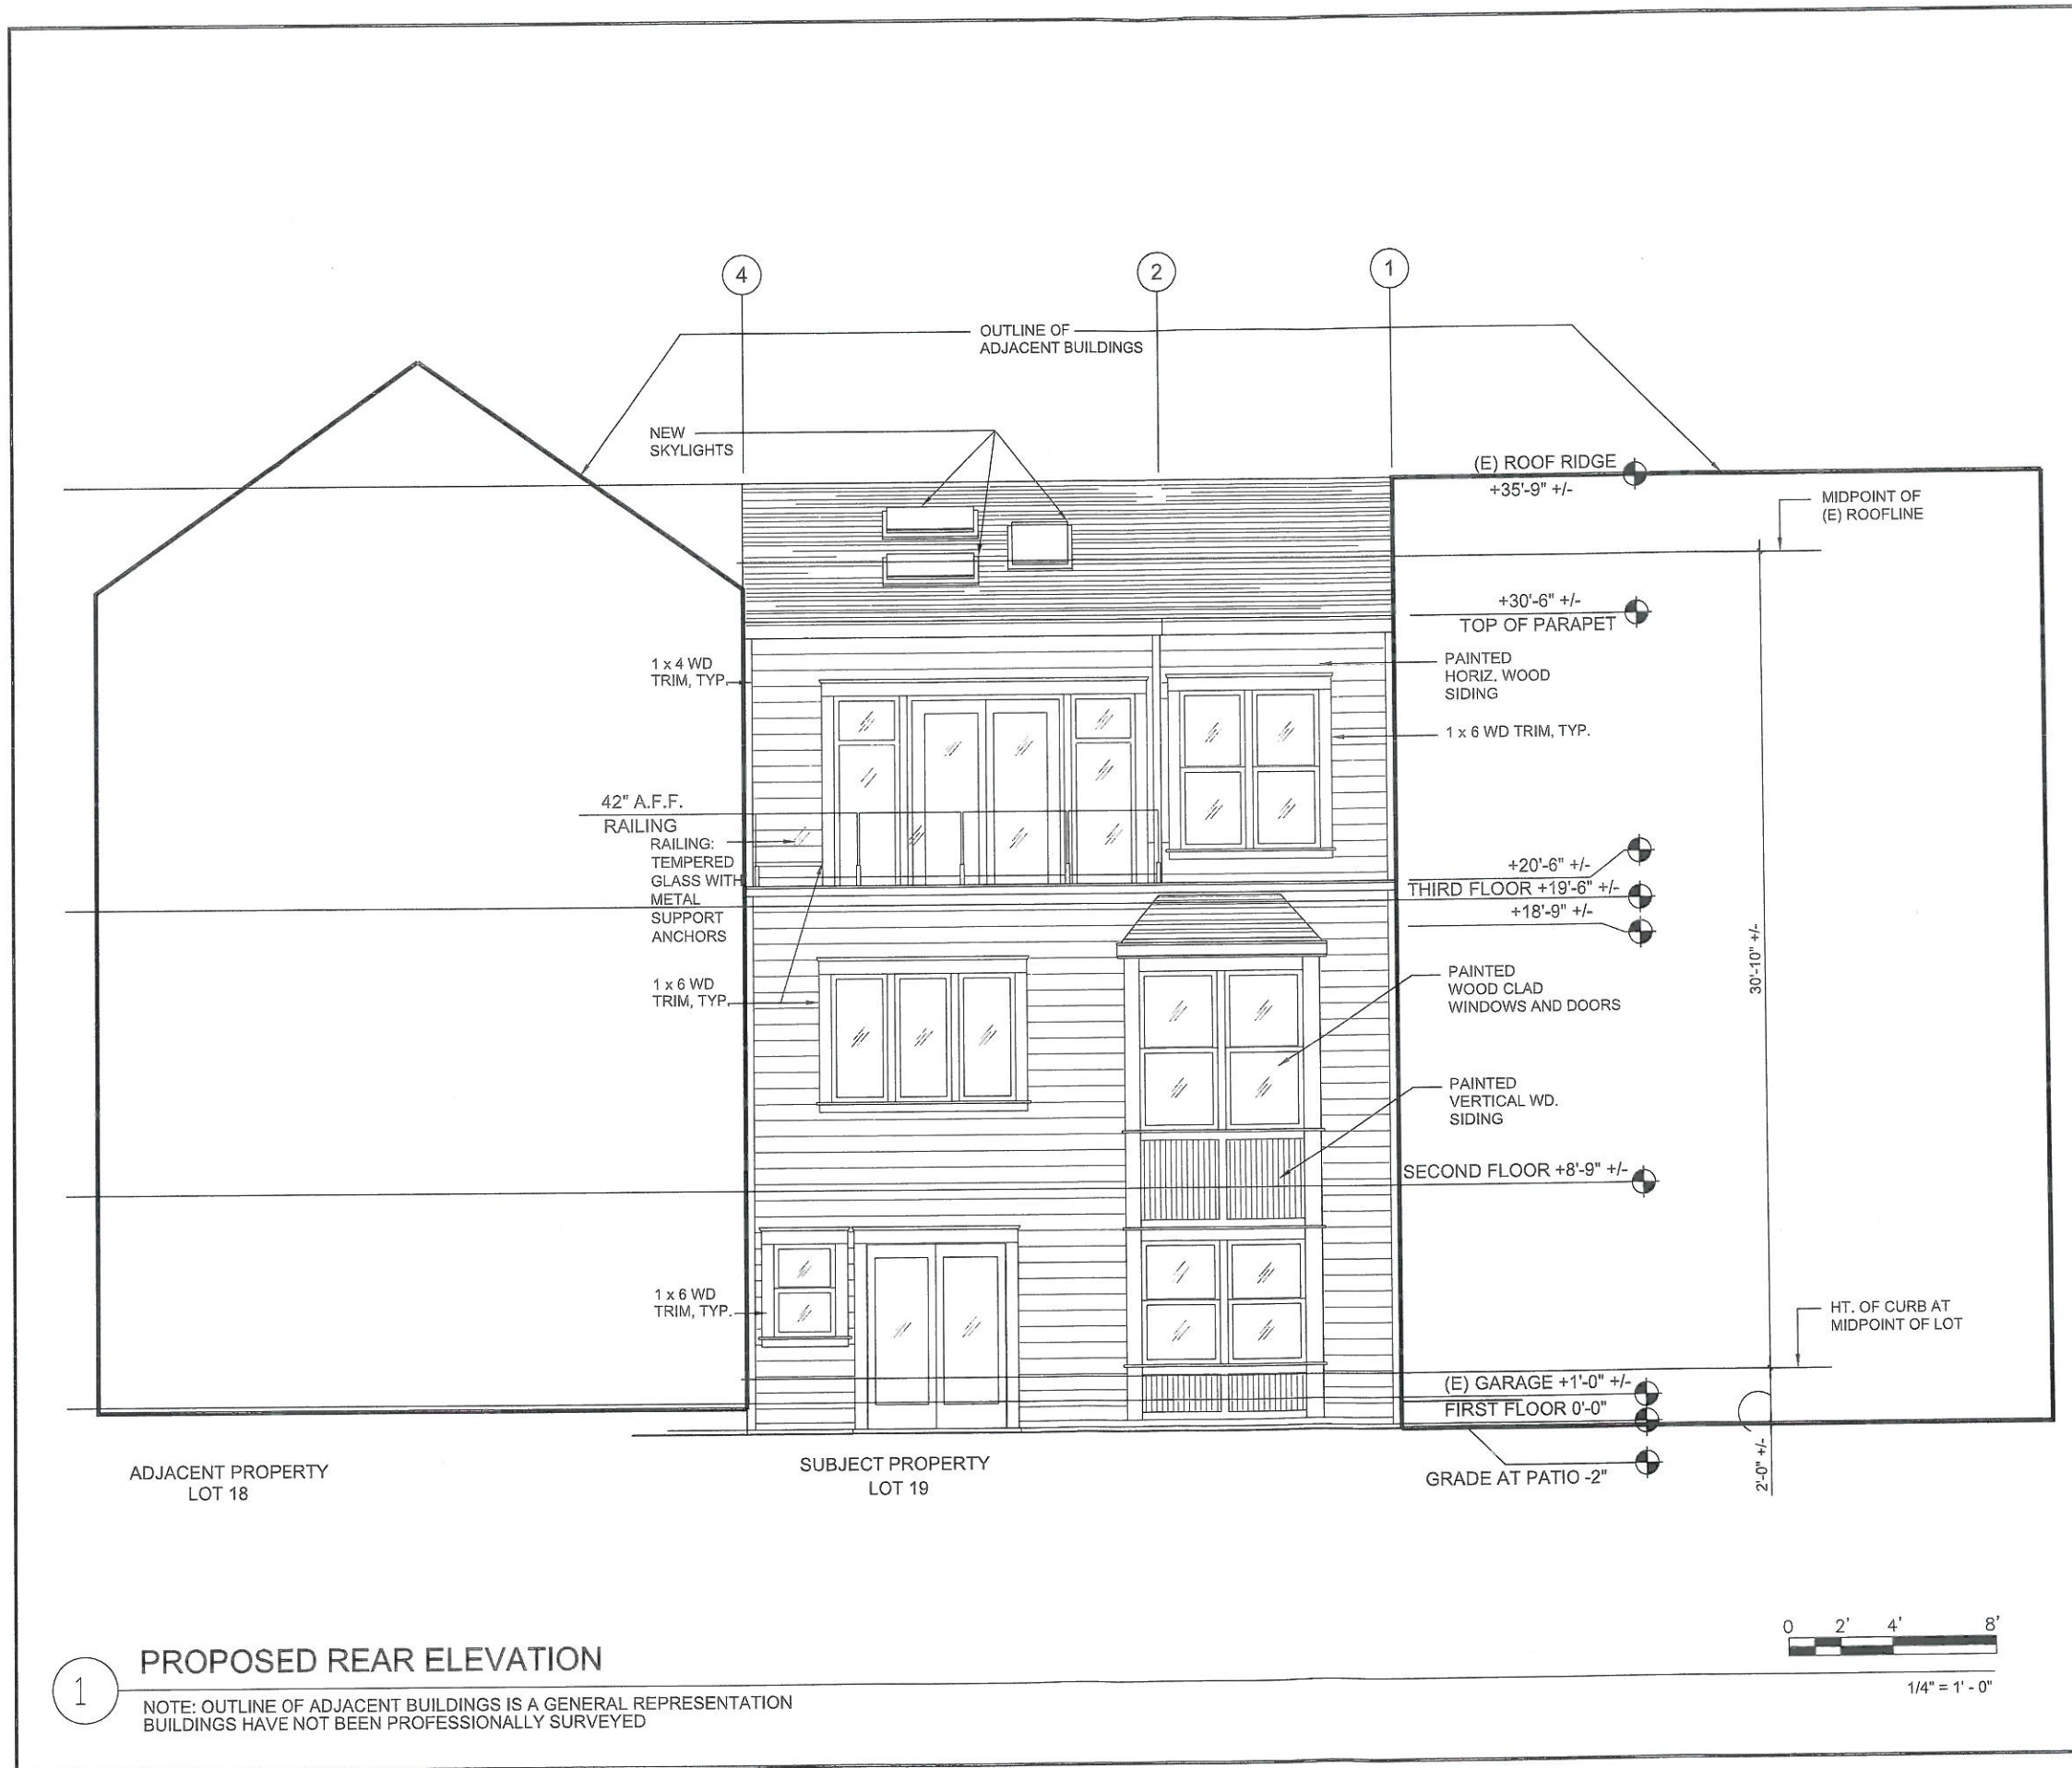 4
2
1
OUTLINE OF
ADJACENT BUILDINGS
NEW
SKYLIGHTS
(E) ROOF RIDGE
+35'-9" +/-
MIDPOINT OF
(E) ROOFLINE
+30'-6" +/-
TOP OF PARAPET
1 x 4 WD
TRIM, TYP.
PAINTED
HORIZ. WOOD
SIDING
1 x 6 WD TRIM, TYP.
42" A.F.F.
RAILING
RAILING:
TEMPERED
GLASS WITH
METAL
SUPPORT
ANCHORS
+20'-6" +/-
THIRD FLOOR +19'-6" +/-
+18'-9" +/-
30'-10" +/-
1 x 6 WD
TRIM, TYP.
PAINTED
WOOD CLAD
WINDOWS AND DOORS
PAINTED
VERTICAL WD.
SIDING
SECOND FLOOR +8'-9" +/-
1 x 6 WD
TRIM, TYP.
HT. OF CURB AT
MIDPOINT OF LOT
(E) GARAGE +1'-0" +/-
FIRST FLOOR 0'-0"
GRADE AT PATIO -2"
2'-0" +/-
ADJACENT PROPERTY
LOT 18
SUBJECT PROPERTY
LOT 19
0 2' 4' 8'
1/4" = 1' - 0"
1
PROPOSED REAR ELEVATION
NOTE: OUTLINE OF ADJACENT BUILDINGS IS A GENERAL REPRESENTATION
BUILDINGS HAVE NOT BEEN PROFESSIONALLY SURVEYED